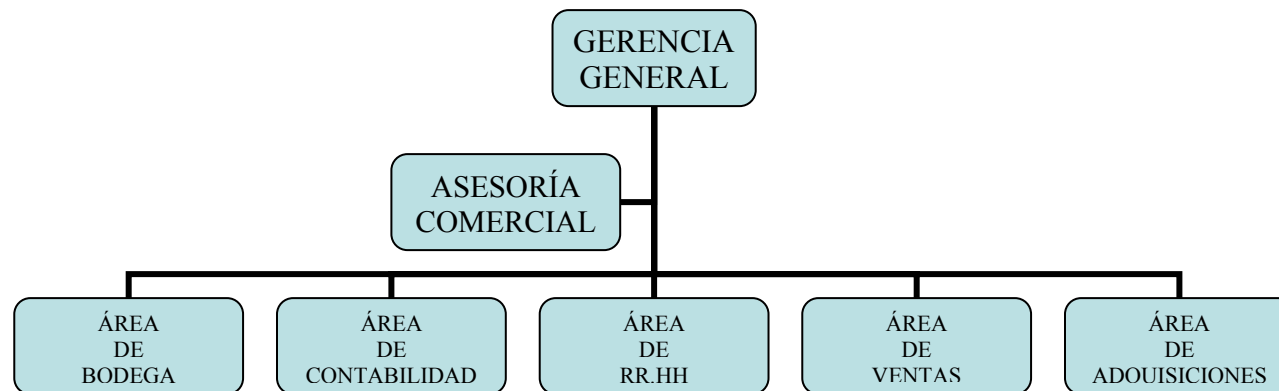 GERENCIA
GENERAL
ASESORÍA
COMERCIAL
ÁREA
DE
BODEGA
ÁREA
DE
CONTABILIDAD
ÁREA
DE
RR.HH
ÁREA
DE
VENTAS
ÁREA
DE
ADQUISICIONES